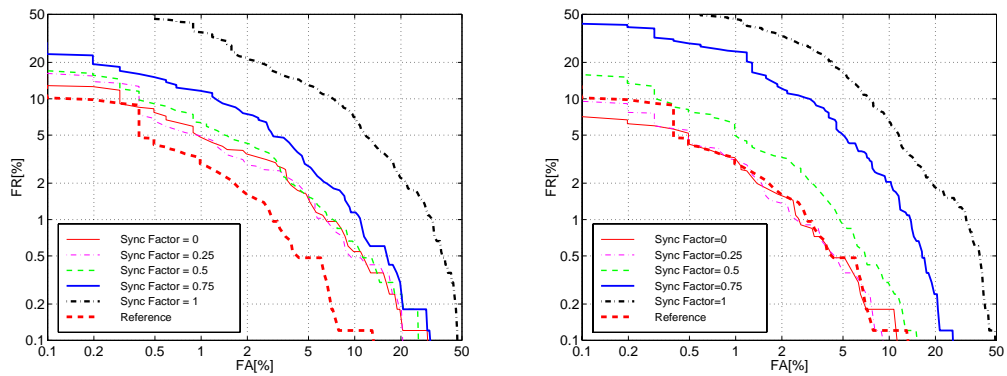 50
20
10
5
2
1
0.5
0.2
0.1
FR[%]
Sync Factor = 0
Sync Factor = 0.25
Sync Factor = 0.5
Sync Factor = 0.75
Sync Factor = 1
Reference
0.1 0.2 0.5 1 2 5 10 20 50
FA[%]
50
20
10
5
2
1
0.5
0.2
0.1
FR[%]
Sync Factor=0
Sync Factor=0.25
Sync Factor=0.5
Sync Factor=0.75
Sync Factor=1
Reference
0.1 0.2 0.5 1 2 5 10 20 50
FA[%]